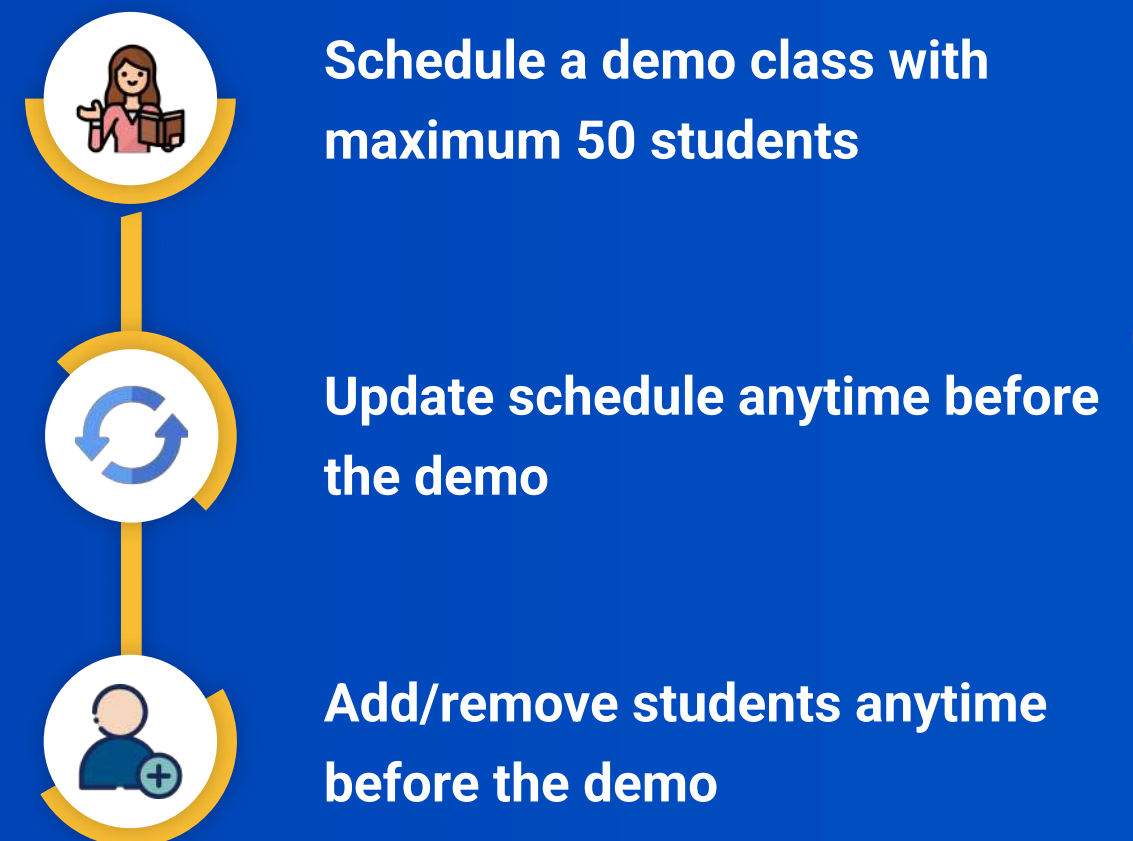 Schedule a demo class with
maximum 50 students
Update schedule anytime before
the demo
Add/remove students anytime
before the demo